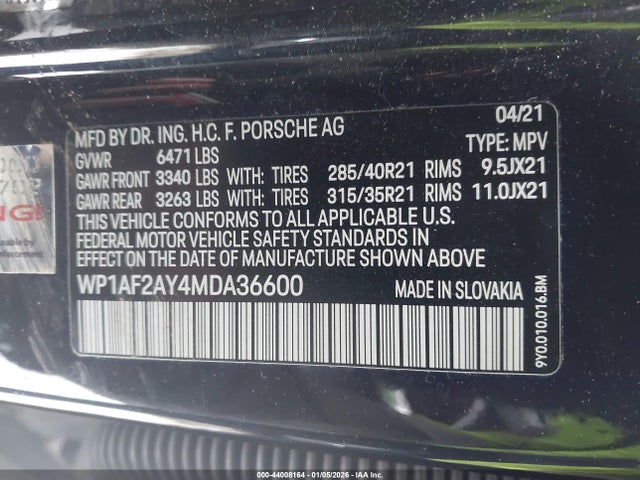 04/21
MFD BY DR. ING. H.C. F. PORSCHE AG
GVWR 6471 LBS TYPE: MPV
GAWR FRONT 3340 LBS WITH: TIRES 285/40R21 RIMS 9.5JX21
GAWR REAR 3263 LBS WITH: TIRES 315/35R21 RIMS 11.0JX21
THIS VEHICLE CONFORMS TO ALL APPLICABLE U.S.
FEDERAL MOTOR VEHICLE SAFETY STANDARDS IN
EFFECT ON THE DATE OF MANUFACTURE SHOWN ABOVE.
WP1AF2AY4MDA36600 MADE IN SLOVAKIA
9Y0.010.016.BM
000-44008164 - 01/05/2026 - IAA Inc.